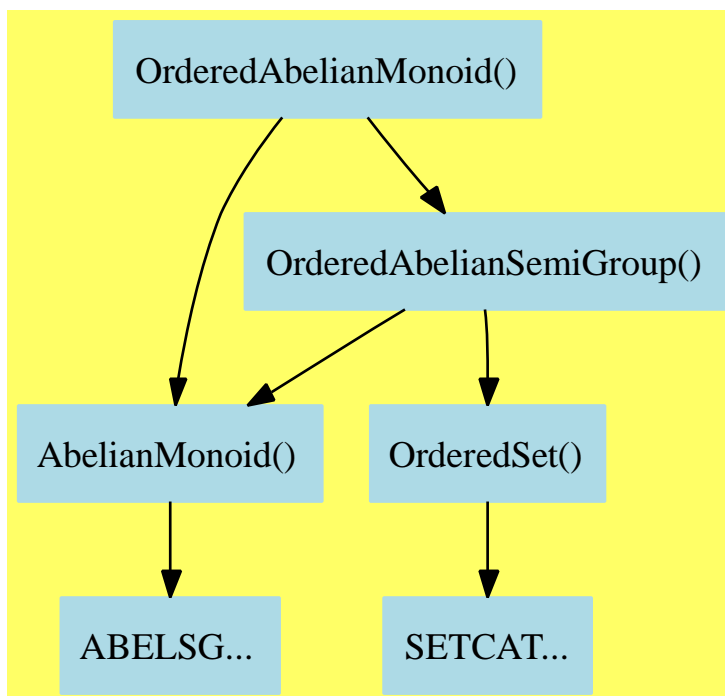 OrderedAbelianMonoid()
OrderedAbelianSemiGroup()
AbelianMonoid()
OrderedSet()
ABELSG...
SETCAT...